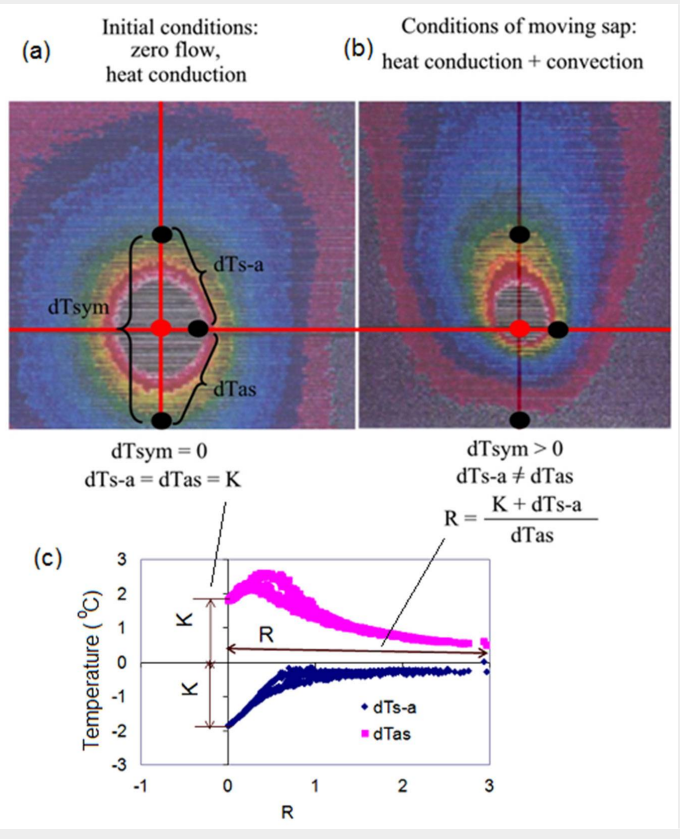 (a)
Initial conditions:
zero flow,
heat conduction
(b)
Conditions of moving sap:
heat conduction + convection
dTsym
dTs-a
dTas
dTsym = 0
dTs-a = dTas = K
dTsym > 0
dTs-a ≠ dTas
R = K + dTs-a
dTas
(c)
Temperature (°C)
3
2
1
0
-1
-2
-3
K
K
R
dTs-a
dTas
-1
0
1
2
3
R